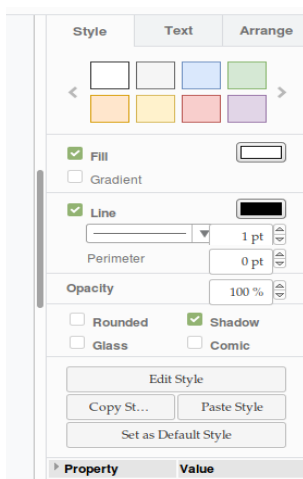 Style Text Arrange
Fill
Gradient
Line
1 pt
Perimeter 0 pt
Opacity 100 %
Rounded Shadow
Glass Comic
Edit Style
Copy St... Paste Style
Set as Default Style
Property Value